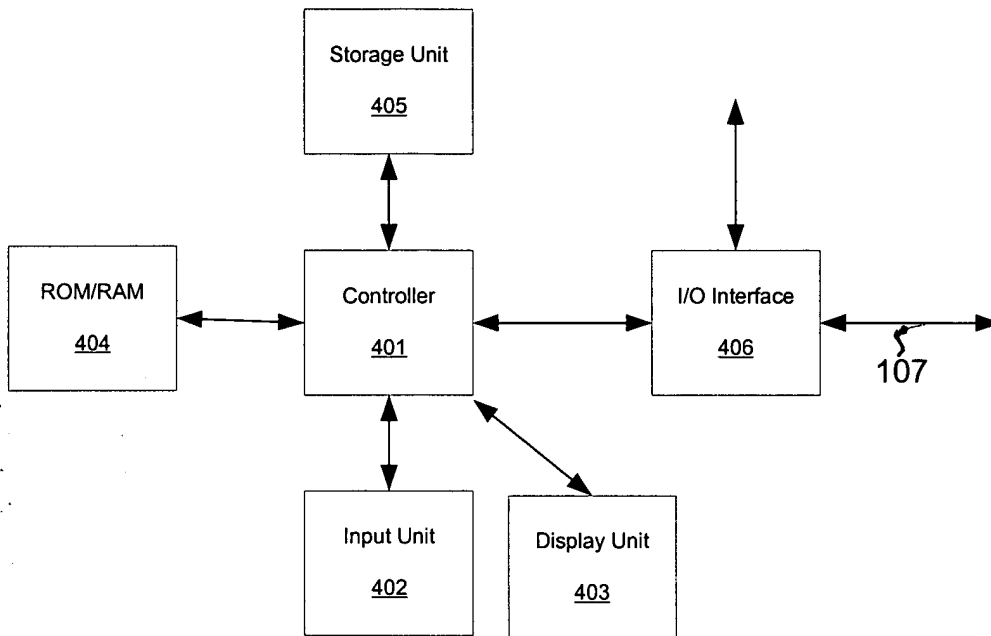 Storage Unit
405
ROM/RAM
404
Controller
401
I/O Interface
406
107
Input Unit
402
Display Unit
403